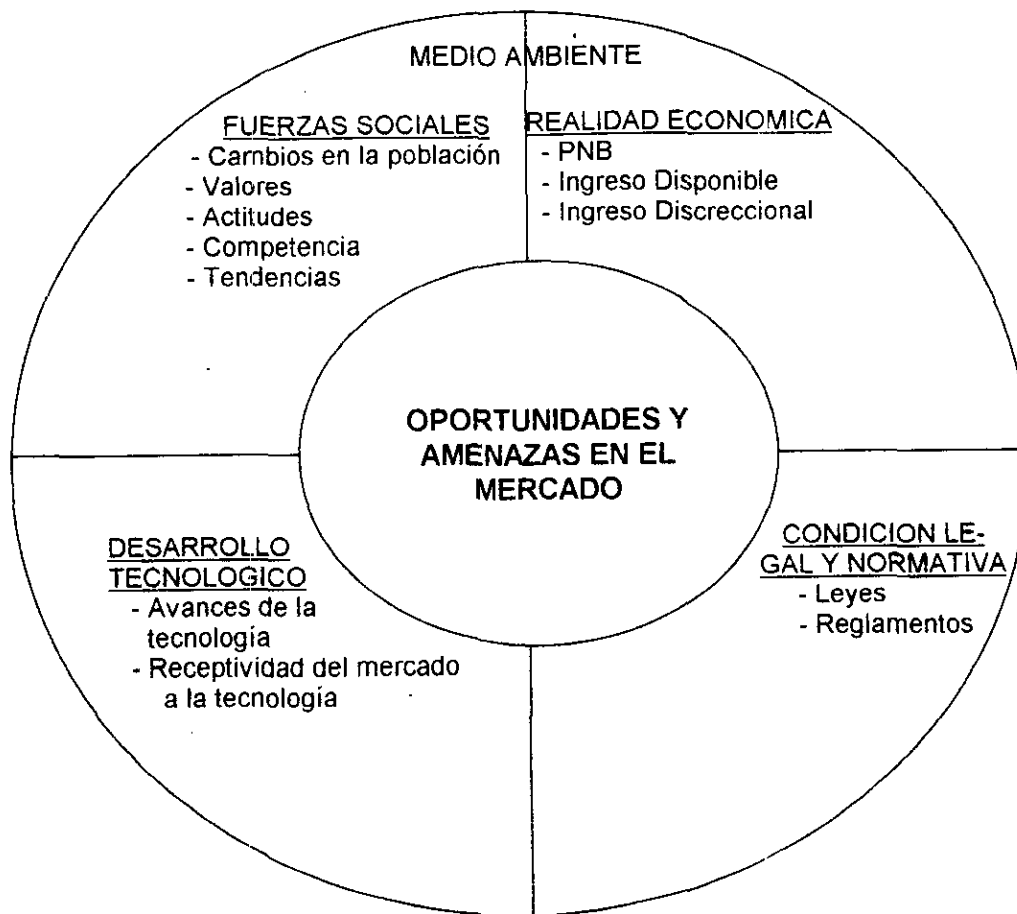 MEDIO AMBIENTE
FUERZAS SOCIALES
- Cambios en la población
- Valores
- Actitudes
- Competencia
- Tendencias
REALIDAD ECONOMICA
- PNB
- Ingreso Disponible
- Ingreso Discreccional
OPORTUNIDADES Y
AMENAZAS EN EL
MERCADO
DESARROLLO
TECNOLOGICO
- Avances de la
tecnología
- Receptividad del mercado
a la tecnología
CONDICION LE-
GAL Y NORMATIVA
- Leyes
- Reglamentos